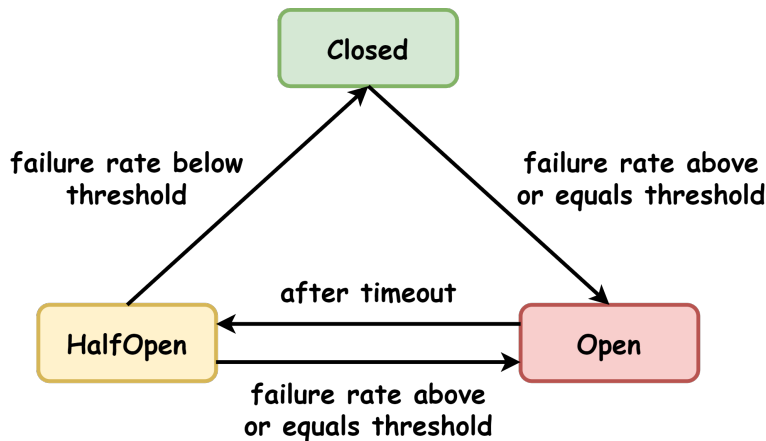 Closed
failure rate below
threshold
failure rate above
or equals threshold
after timeout
HalfOpen
Open
failure rate above
or equals threshold